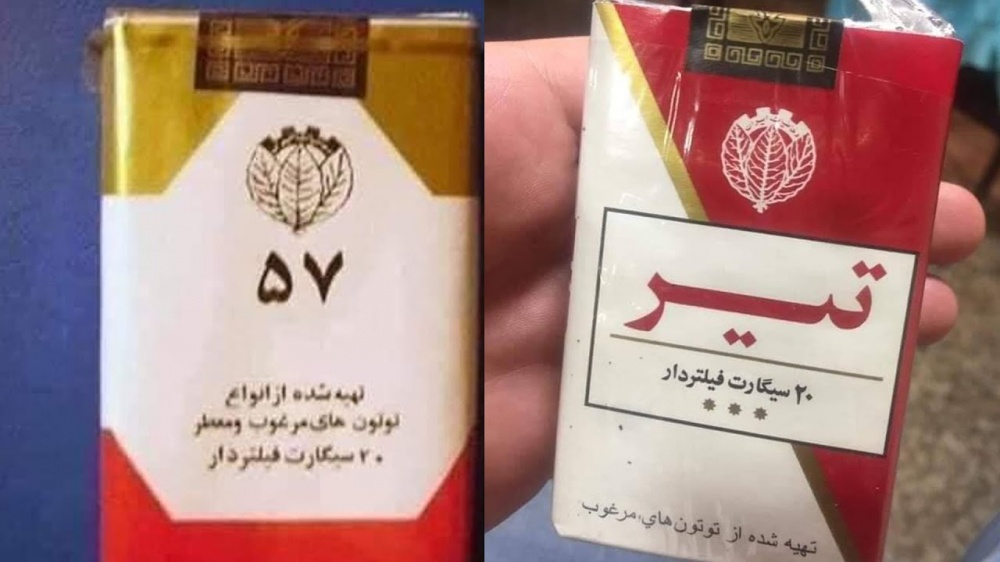 ۵۷
تهیه شده از انواع
توتون های مرغوب ومعطر
۲۰ سیگارت فیلتردار
تیر
۲۰ سیگارت فیلتردار
تهیه شده از توتون‌های مرغوب